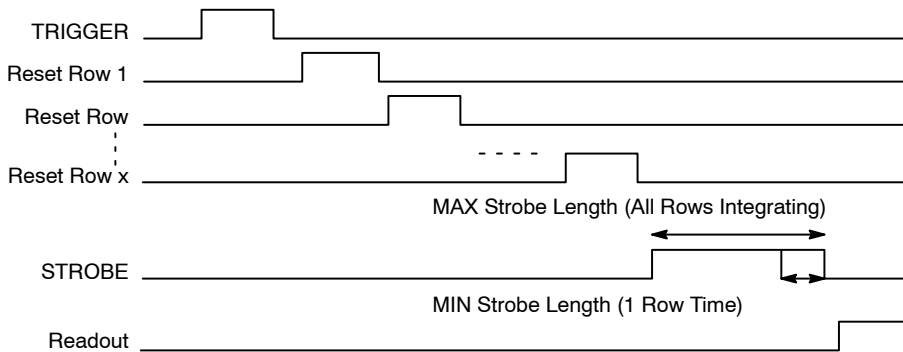 TRIGGER
Reset Row 1
Reset Row
Reset Row x
MAX Strobe Length (All Rows Integrating)
STROBE
MIN Strobe Length (1 Row Time)
Readout